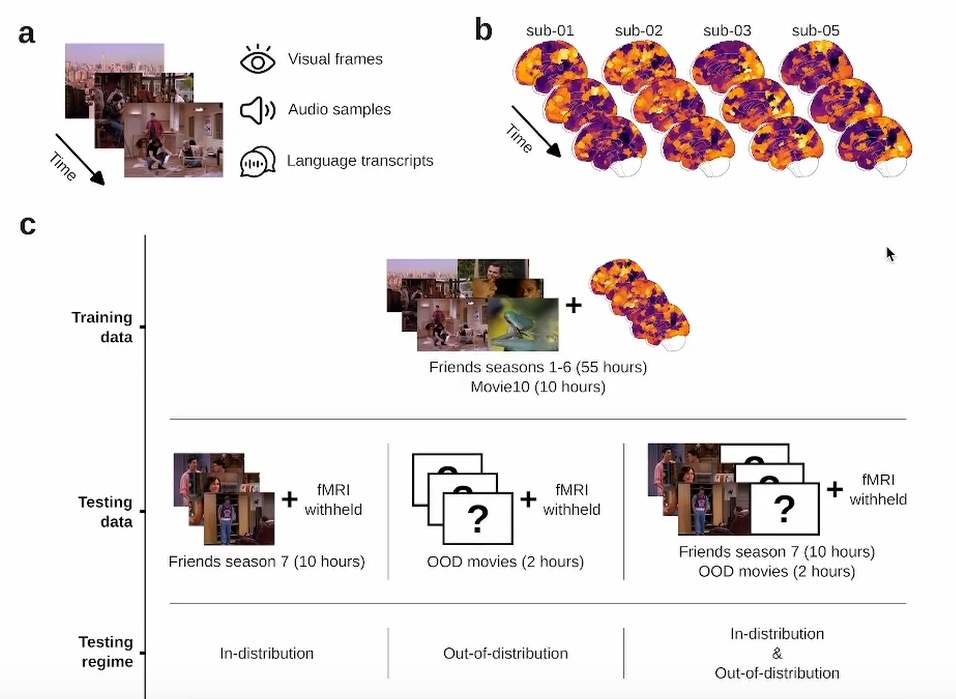 a
Visual frames
Audio samples
Language transcripts
Time
b
sub-01 sub-02 sub-03 sub-05
Time
c
Training
data
+
Friends seasons 1-6 (55 hours)
Movie10 (10 hours)
Testing
data
+ fMRI
withheld
Friends season 7 (10 hours)
? ? ?
+ fMRI
withheld
OOD movies (2 hours)
? ? ?
+ fMRI
withheld
Friends season 7 (10 hours)
OOD movies (2 hours)
Testing
regime
In-distribution
Out-of-distribution
In-distribution
&
Out-of-distribution